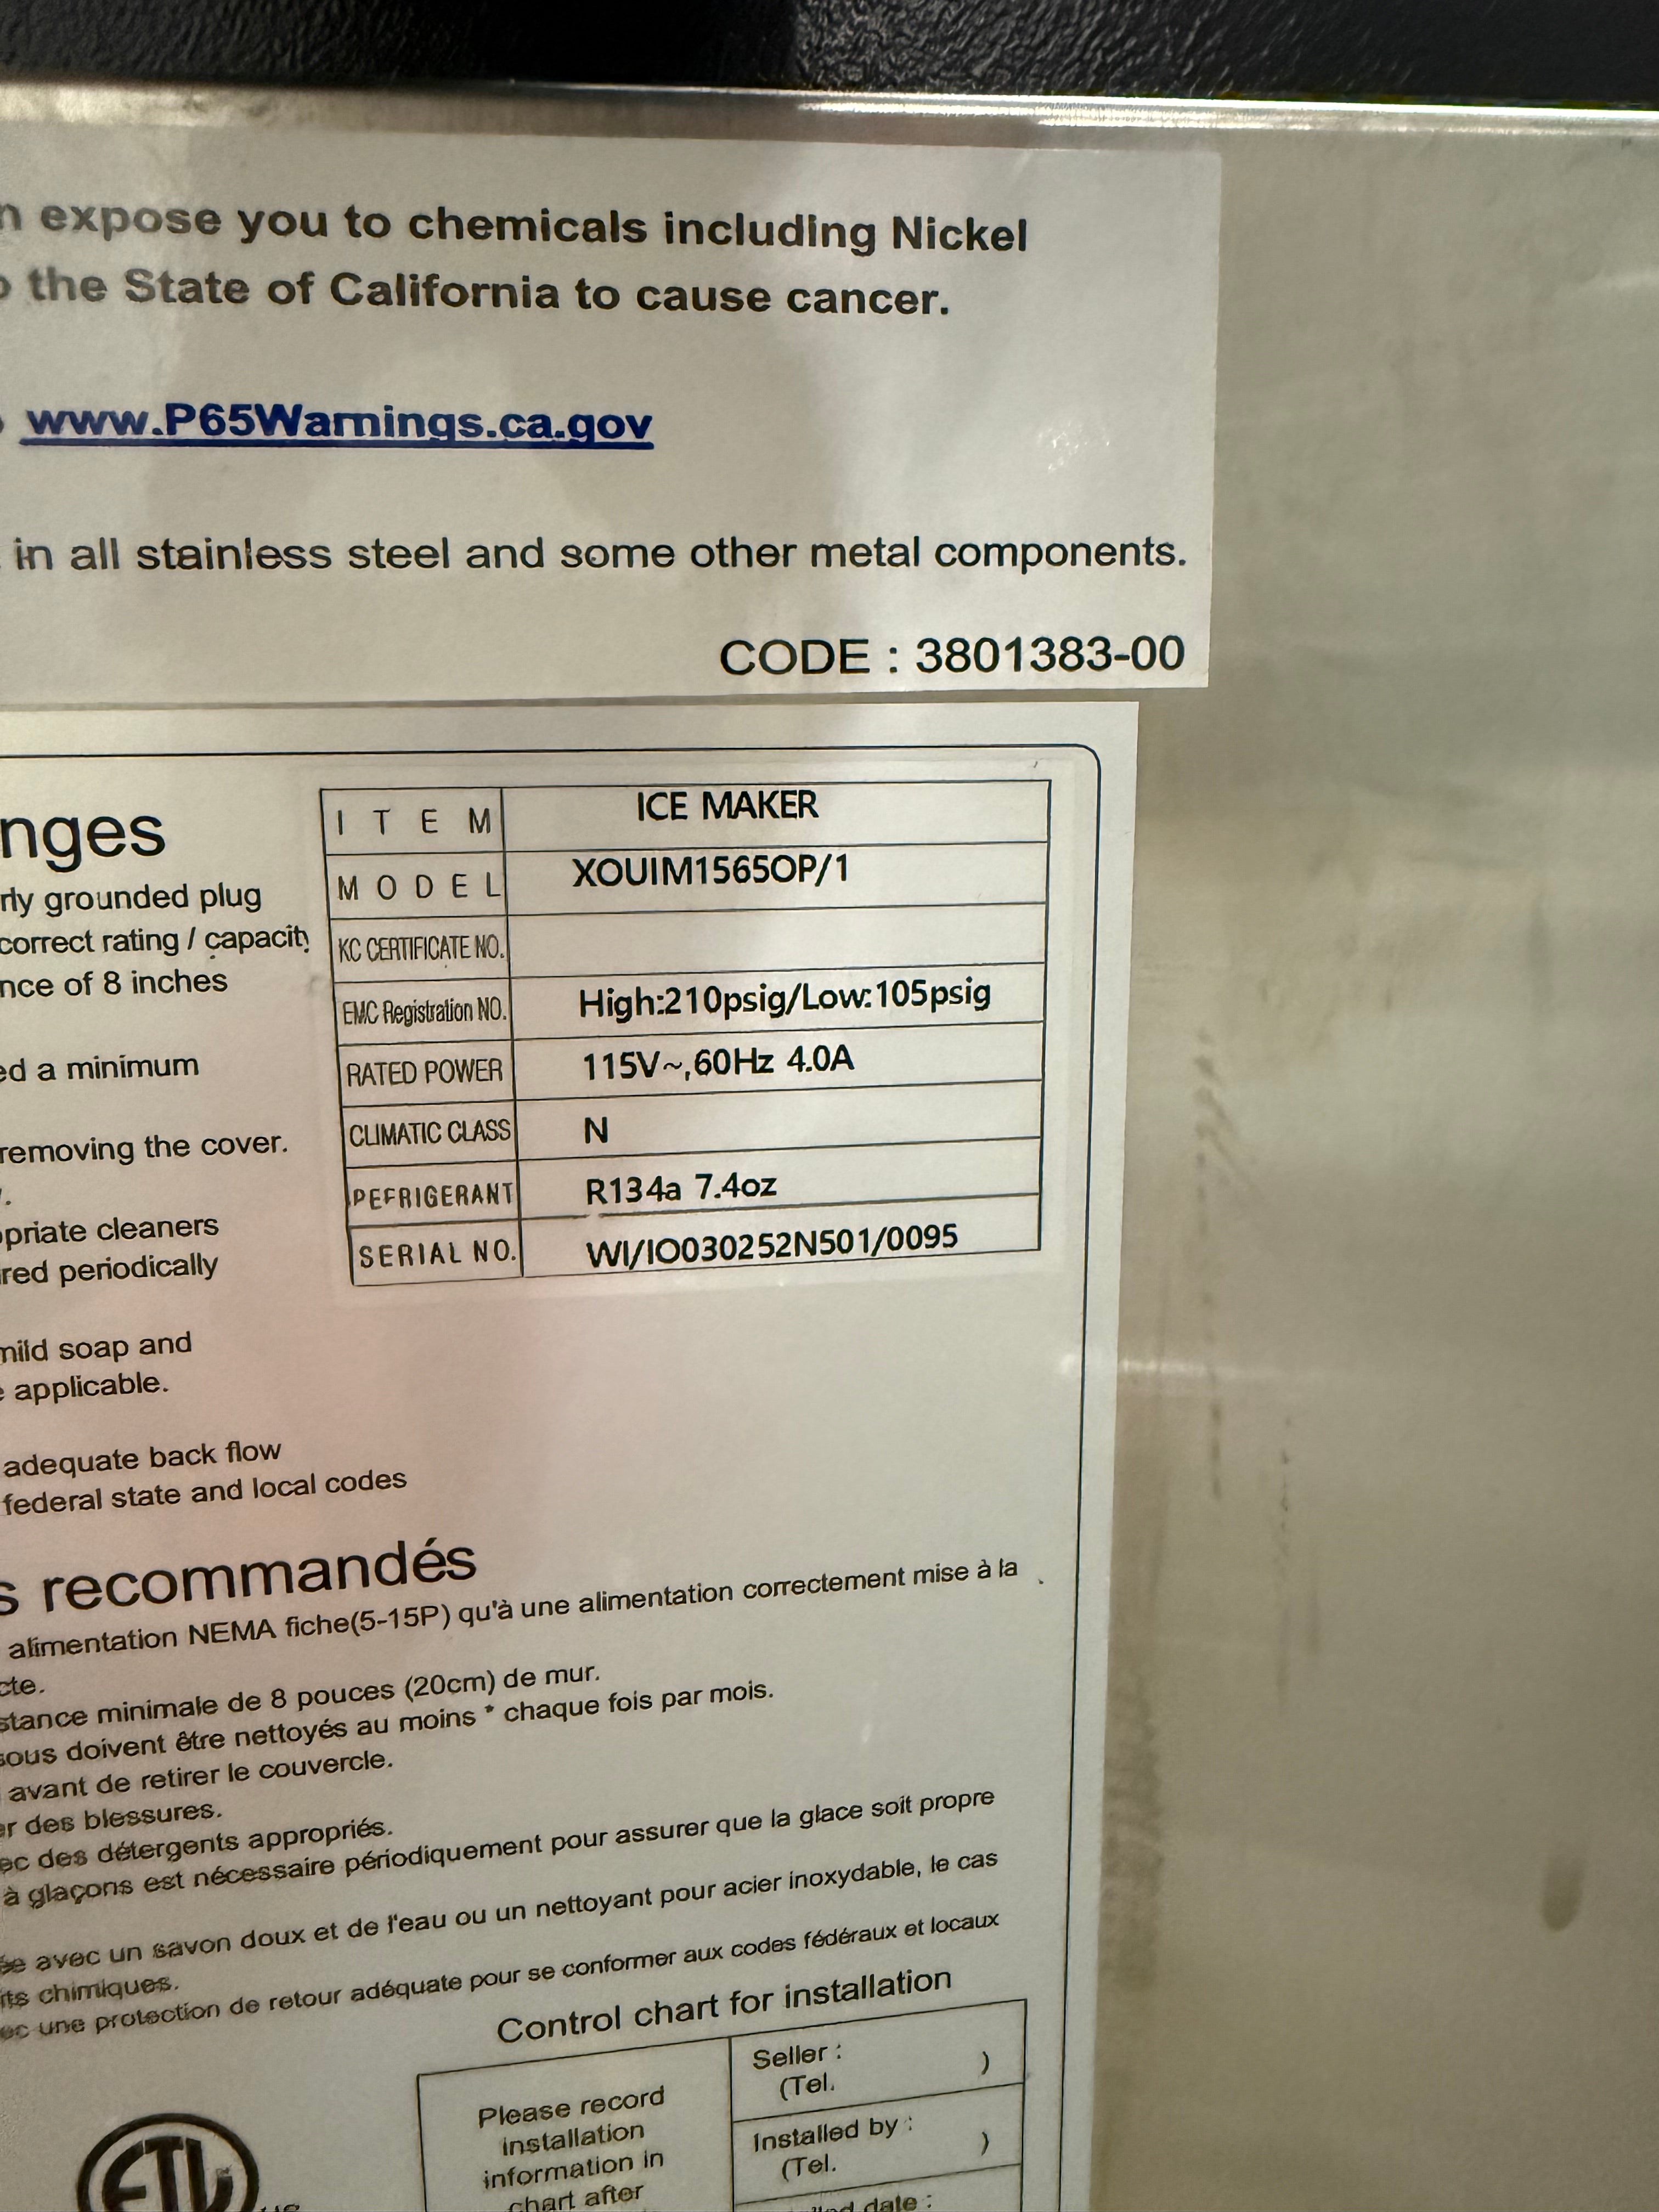 expose you to chemicals including Nickel
the State of California to cause cancer.
www.P65Warnings.ca.gov
in all stainless steel and some other metal components.
CODE : 3801383-00
nges
rly grounded plug
correct rating / capacity
nce of 8 inches
ed a minimum
removing the cover.
opriate cleaners
red periodically
mild soap and
applicable.
adequate back flow
federal state and local codes
ITEM ICE MAKER
MODEL XOUIM1565OP/1
KC CERTIFICATE NO.
EMC Registration NO. High:210psig/Low:105psig
RATED POWER 115V~,60Hz 4.0A
CLIMATIC CLASS N
PEFRIGERANT R134a 7.4oz
SERIAL NO. WI/IO030252N501/0095
s recommandés
alimentation NEMA fiche(5-15P) qu'à une alimentation correctement mise à la
cte.
stance minimale de 8 pouces (20cm) de mur.
sous doivent être nettoyés au moins * chaque fois par mois.
avant de retirer le couvercle.
er des blessures.
ec des détergents appropriés.
à glaçons est nécessaire périodiquement pour assurer que la glace soit propre
ée avec un savon doux et de l'eau ou un nettoyant pour acier inoxydable, le cas
its chimiques.
ec une protection de retour adéquate pour se conformer aux codes fédéraux et locaux
Control chart for installation
Please record
installation
information in
chart after
Seller :
(Tel. )
Installed by :
(Tel. )
date :
ETL
US